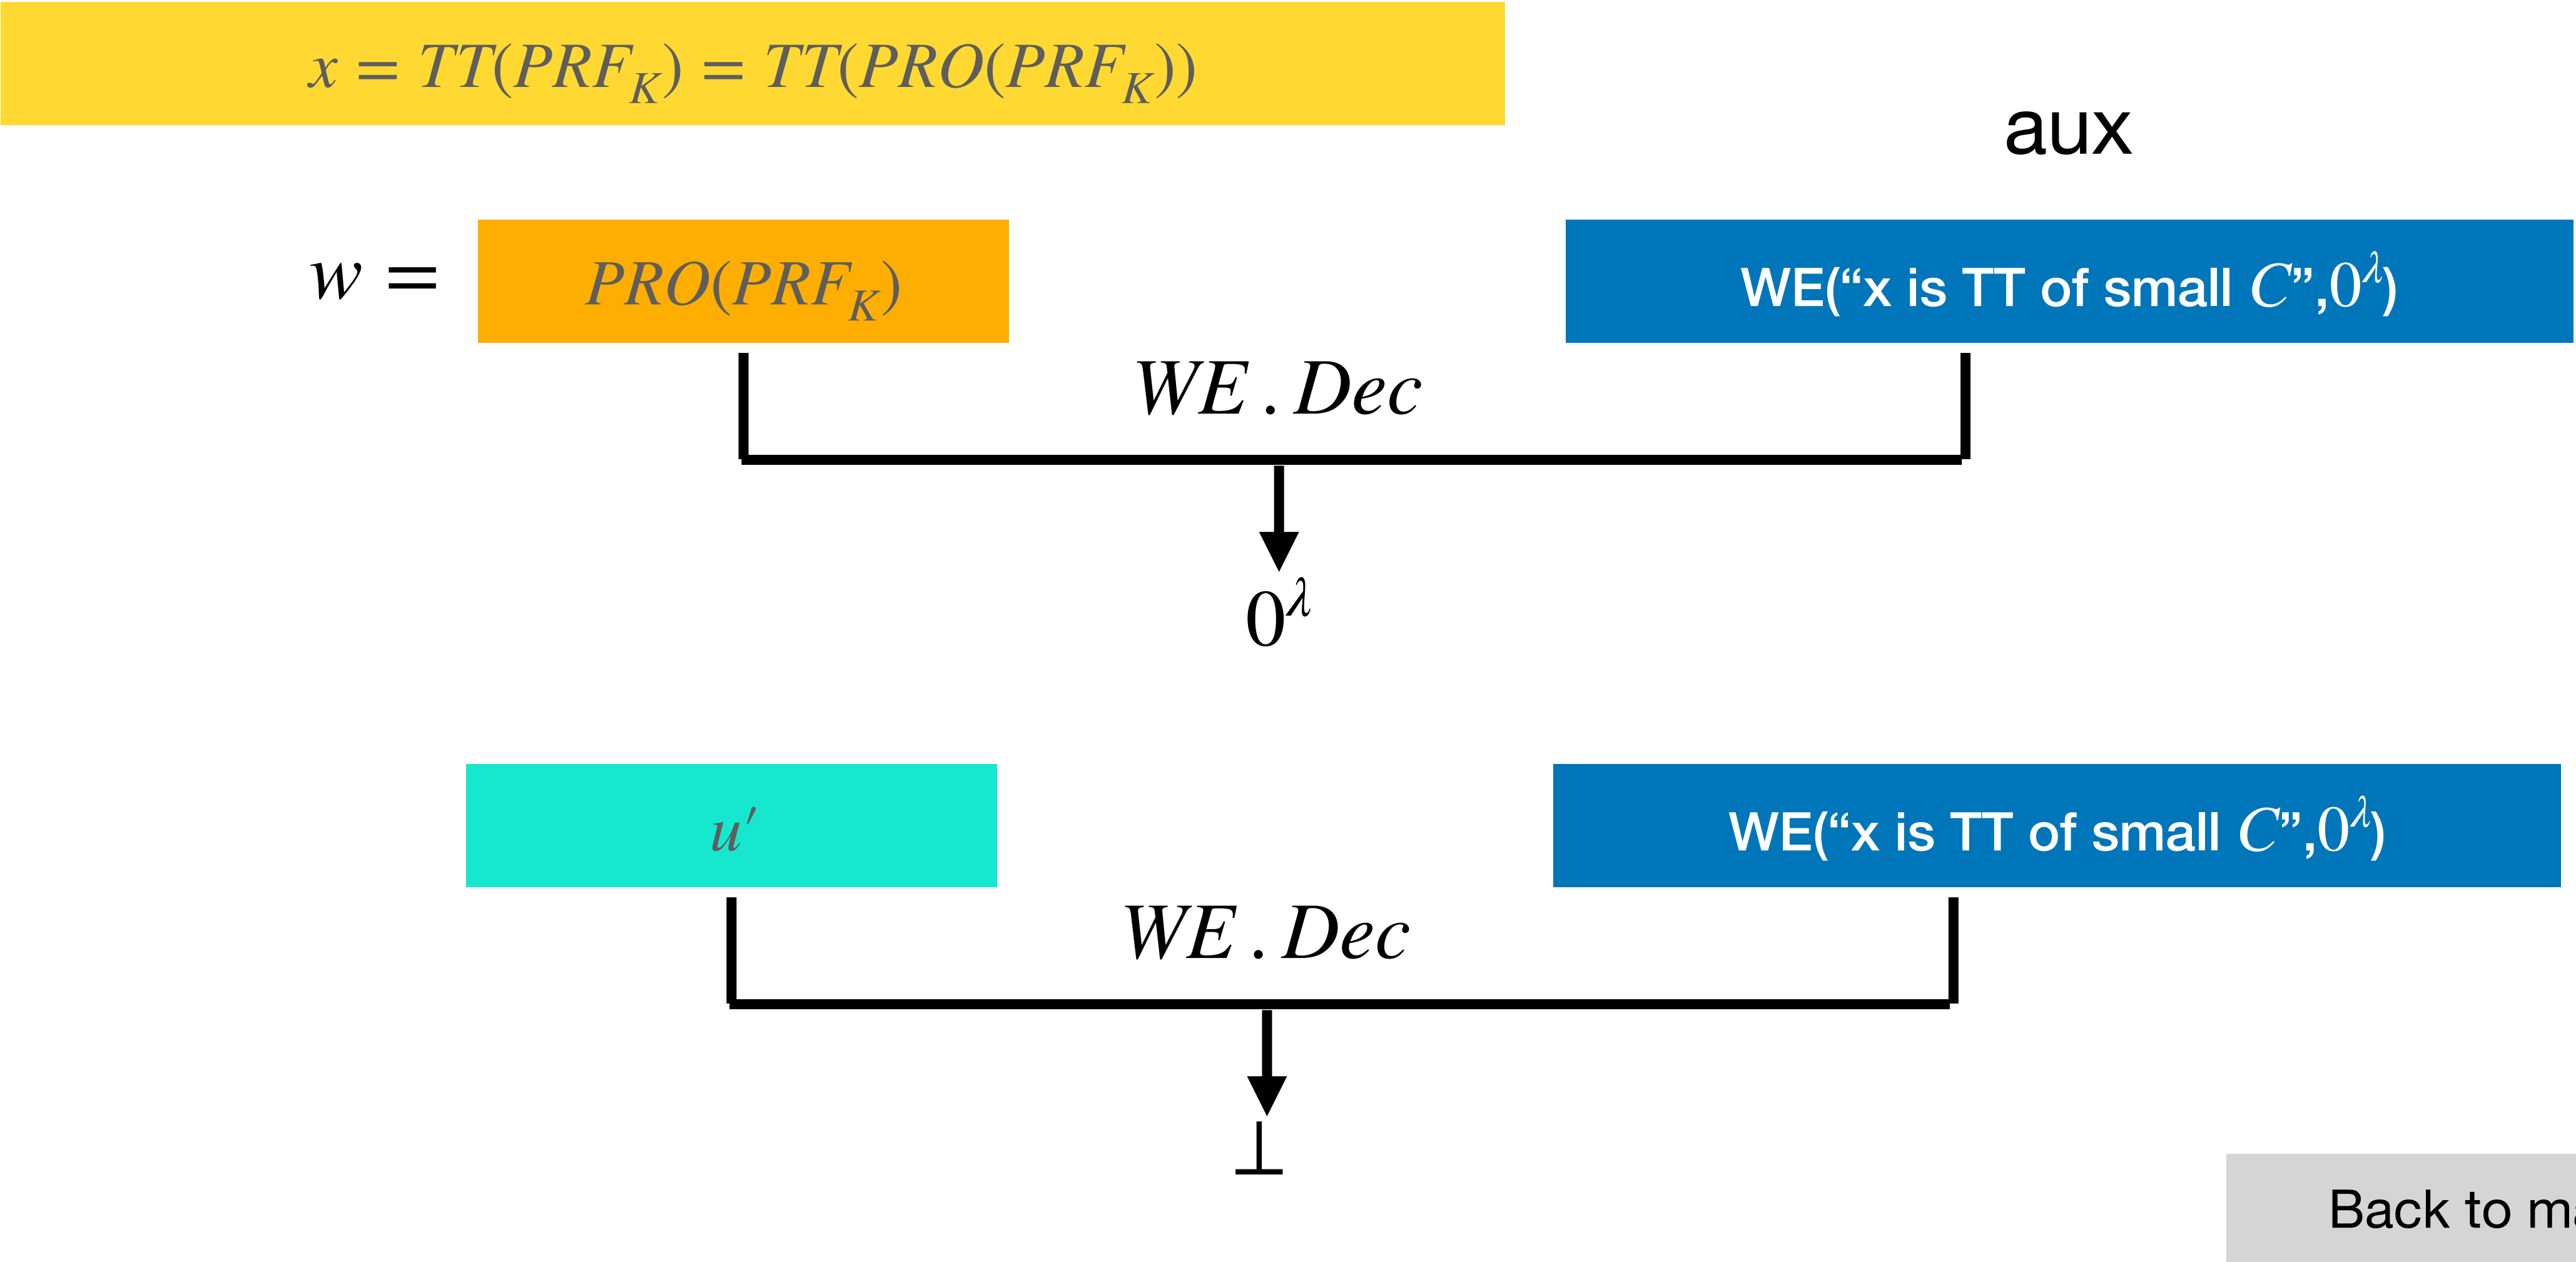 x = TT(PRF_K) = TT(PRO(PRF_K))
aux
w =
PRO(PRF_K)
WE(“x is TT of small C”,0^λ)
WE . Dec
0^λ
u′
WE(“x is TT of small C”,0^λ)
WE . Dec
⊥
Back to